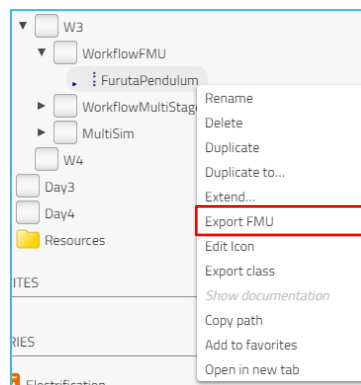 W3
WorkflowFMU
FurutaPendulum
WorkflowMultiStag
MultiSim
W4
Day3
Day4
Resources
ITES
RIES
Electrification
Rename
Delete
Duplicate
Duplicate to...
Extend...
Export FMU
Edit Icon
Export class
Show documentation
Copy path
Add to favorites
Open in new tab